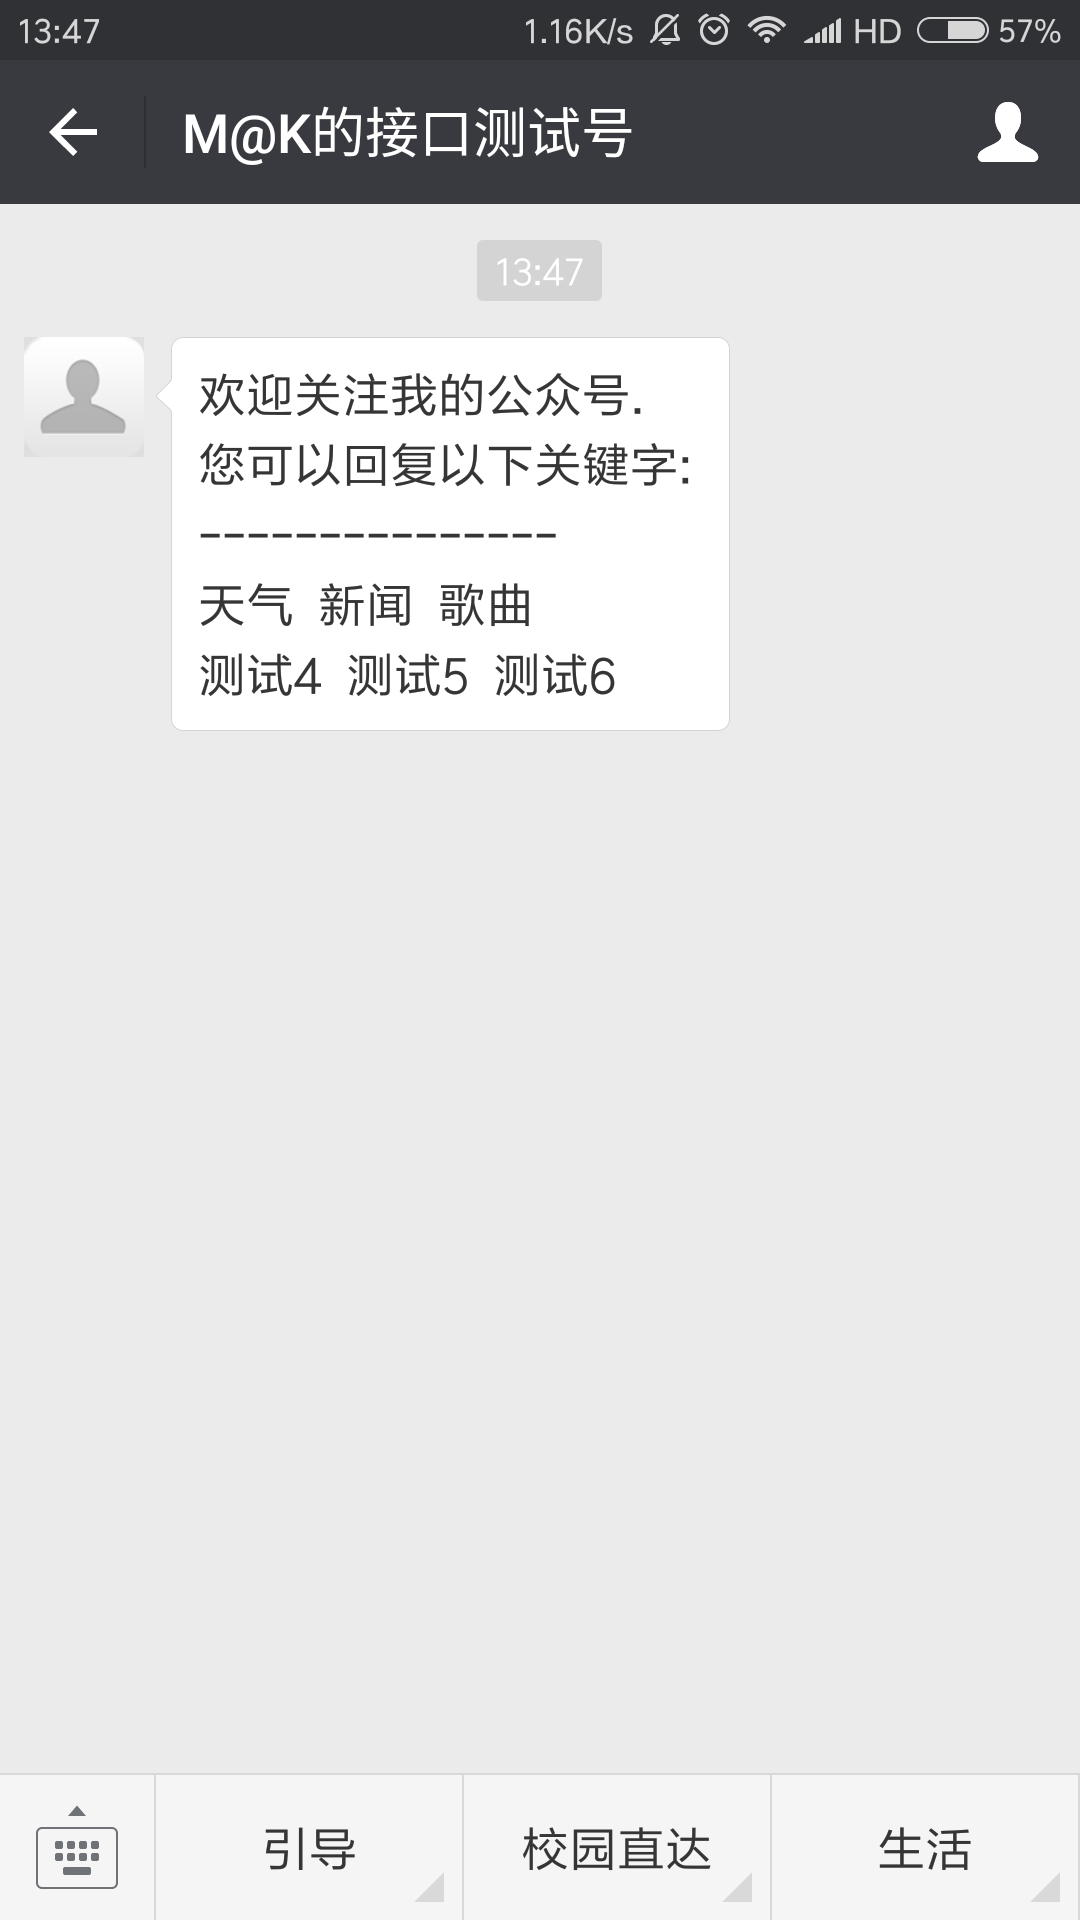 13:47 1.16K/s HD 57%
M@K的接口测试号
13:47
欢迎关注我的公众号.
您可以回复以下关键字:
---------------
天气 新闻 歌曲
测试4 测试5 测试6
引导 校园直达 生活